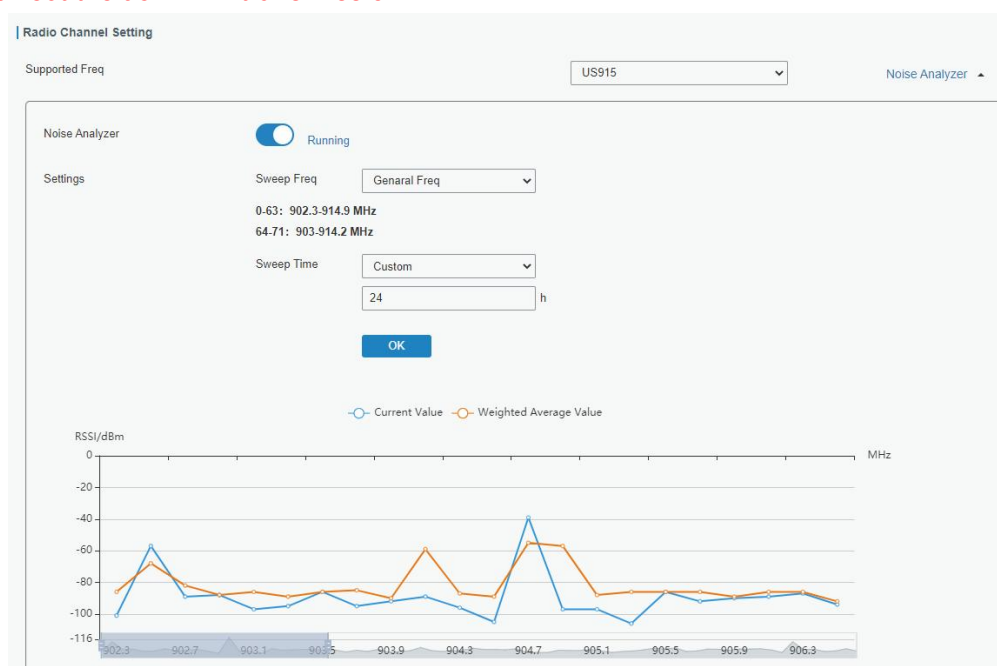 Radio Channel Setting
Supported Freq US915 Noise Analyzer
Noise Analyzer Running
Settings Sweep Freq Genaral Freq
0-63: 902.3-914.9 MHz
64-71: 903-914.2 MHz
Sweep Time Custom
24 h
OK
Current Value Weighted Average Value
RSSI/dBm
0 MHz
-20
-40
-60
-80
-100
-116
902.3 902.7 903.1 903.5 903.9 904.3 904.7 905.1 905.5 905.9 906.3